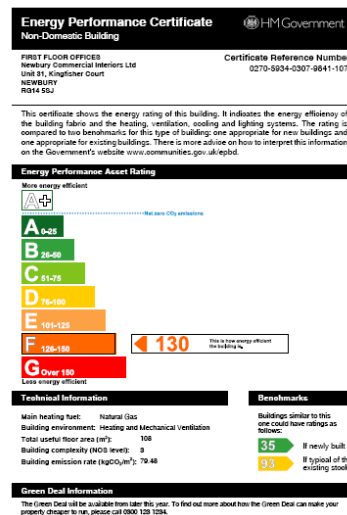 Energy Performance Certificate
Non-Domestic Building
HM Government
FIRST FLOOR OFFICES
Newbury Commercial Interiors Ltd
Unit 31, Kingfisher Court
NEWBURY
RG14 5SJ
Certificate Reference Number
0270-5934-0307-9841-107
This certificate shows the energy rating of this building. It indicates the energy efficiency of
the building fabric and the heating, ventilation, cooling and lighting systems. The rating is
compared to two benchmarks for this type of building: one appropriate for new buildings and
one appropriate for existing buildings. There is more advice on how to interpret this information
on the Government's website www.communities.gov.uk/epbd.
Energy Performance Asset Rating
More energy efficient
A+
Net zero CO₂ emissions
A 0-25
B 26-50
C 51-75
D 76-100
E 101-125
F 126-150
130
This is how energy efficient
the building is.
G Over 150
Less energy efficient
Technical Information
Main heating fuel: Natural Gas
Building environment: Heating and Mechanical Ventilation
Total useful floor area (m²): 108
Building complexity (NOS level): 3
Building emission rate (kgCO₂/m²): 79.48
Benchmarks
Buildings similar to this
one could have ratings as
follows:
35 If newly built
93 If typical of th
existing stock
Green Deal Information
The Green Deal will be available from later this year. To find out more about how the Green Deal can make your
property cheaper to run, please call 0300 123 1234.